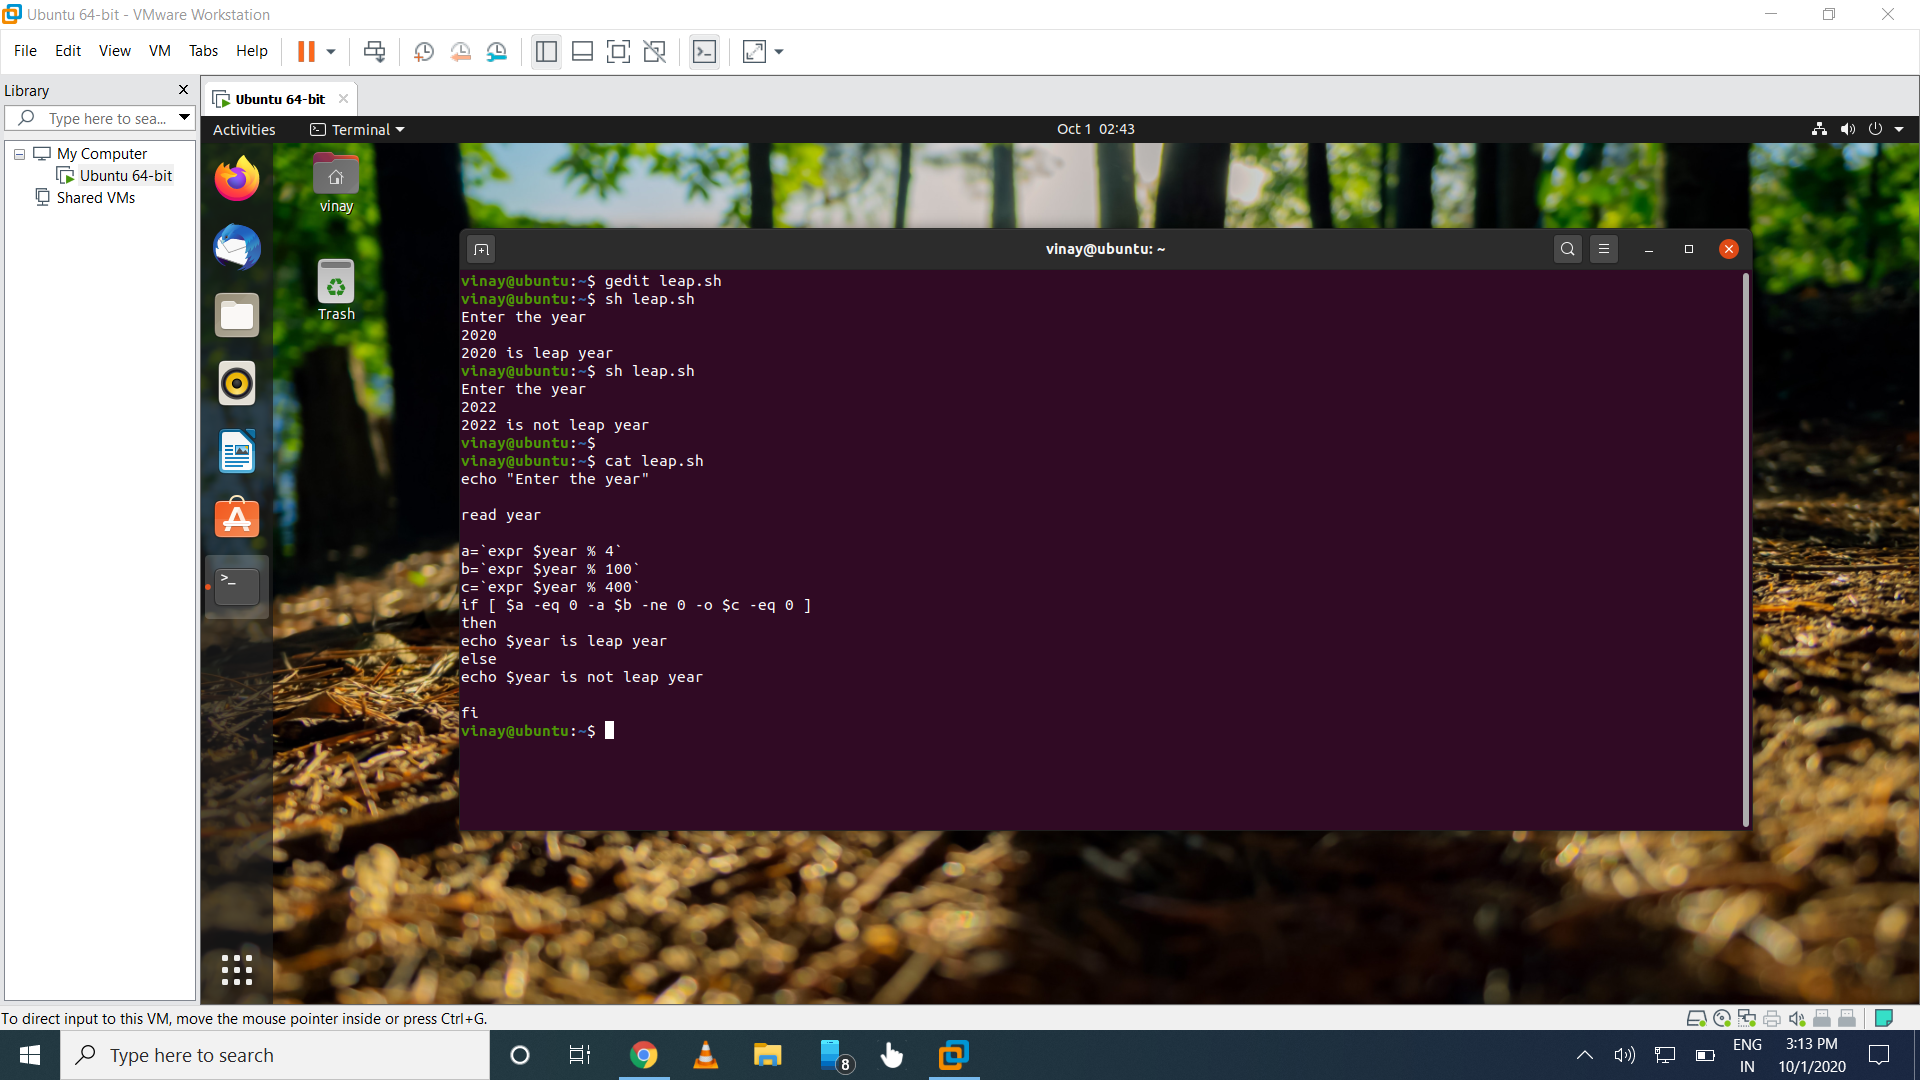 Ubuntu 64-bit - VMware Workstation
File Edit View VM Tabs Help
Library
Type here to sea...
My Computer
Ubuntu 64-bit
Shared VMs
Ubuntu 64-bit
Activities Terminal Oct 1 02:43
vinay
Trash
vinay@ubuntu: ~
vinay@ubuntu:~$ gedit leap.sh
vinay@ubuntu:~$ sh leap.sh
Enter the year
2020
2020 is leap year
vinay@ubuntu:~$ sh leap.sh
Enter the year
2022
2022 is not leap year
vinay@ubuntu:~$
vinay@ubuntu:~$ cat leap.sh
echo "Enter the year"
read year
a=`expr $year % 4`
b=`expr $year % 100`
c=`expr $year % 400`
if [ $a -eq 0 -a $b -ne 0 -o $c -eq 0 ]
then
echo $year is leap year
else
echo $year is not leap year
fi
vinay@ubuntu:~$
To direct input to this VM, move the mouse pointer inside or press Ctrl+G.
Type here to search
8
ENG
IN
3:13 PM
10/1/2020